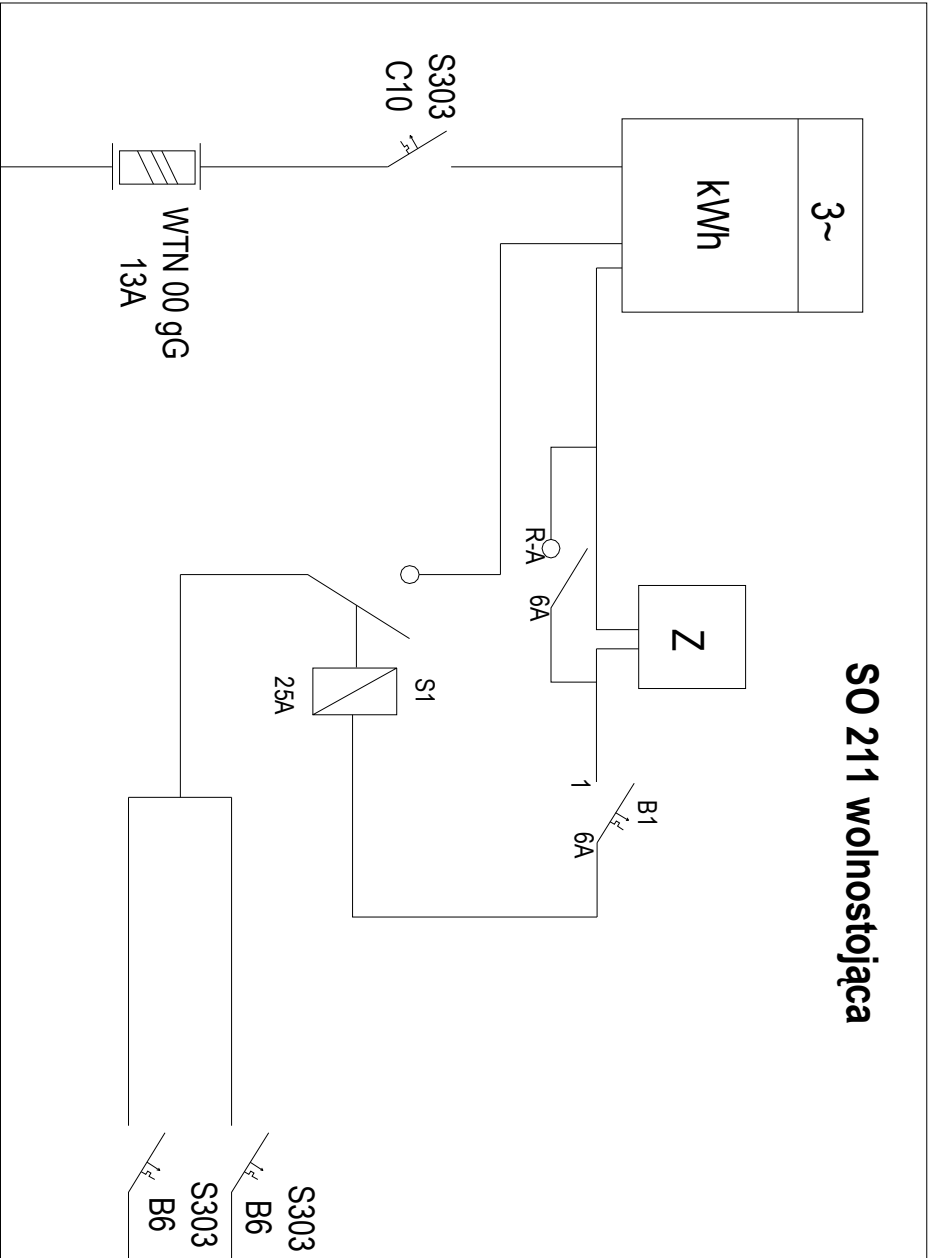 SO 211 wolnostojąca
3~
kWh
Z
B1
1
6A
R-A
6A
S1
25A
S303
C10
WTN 00 gG
13A
S303
B6
S303
B6